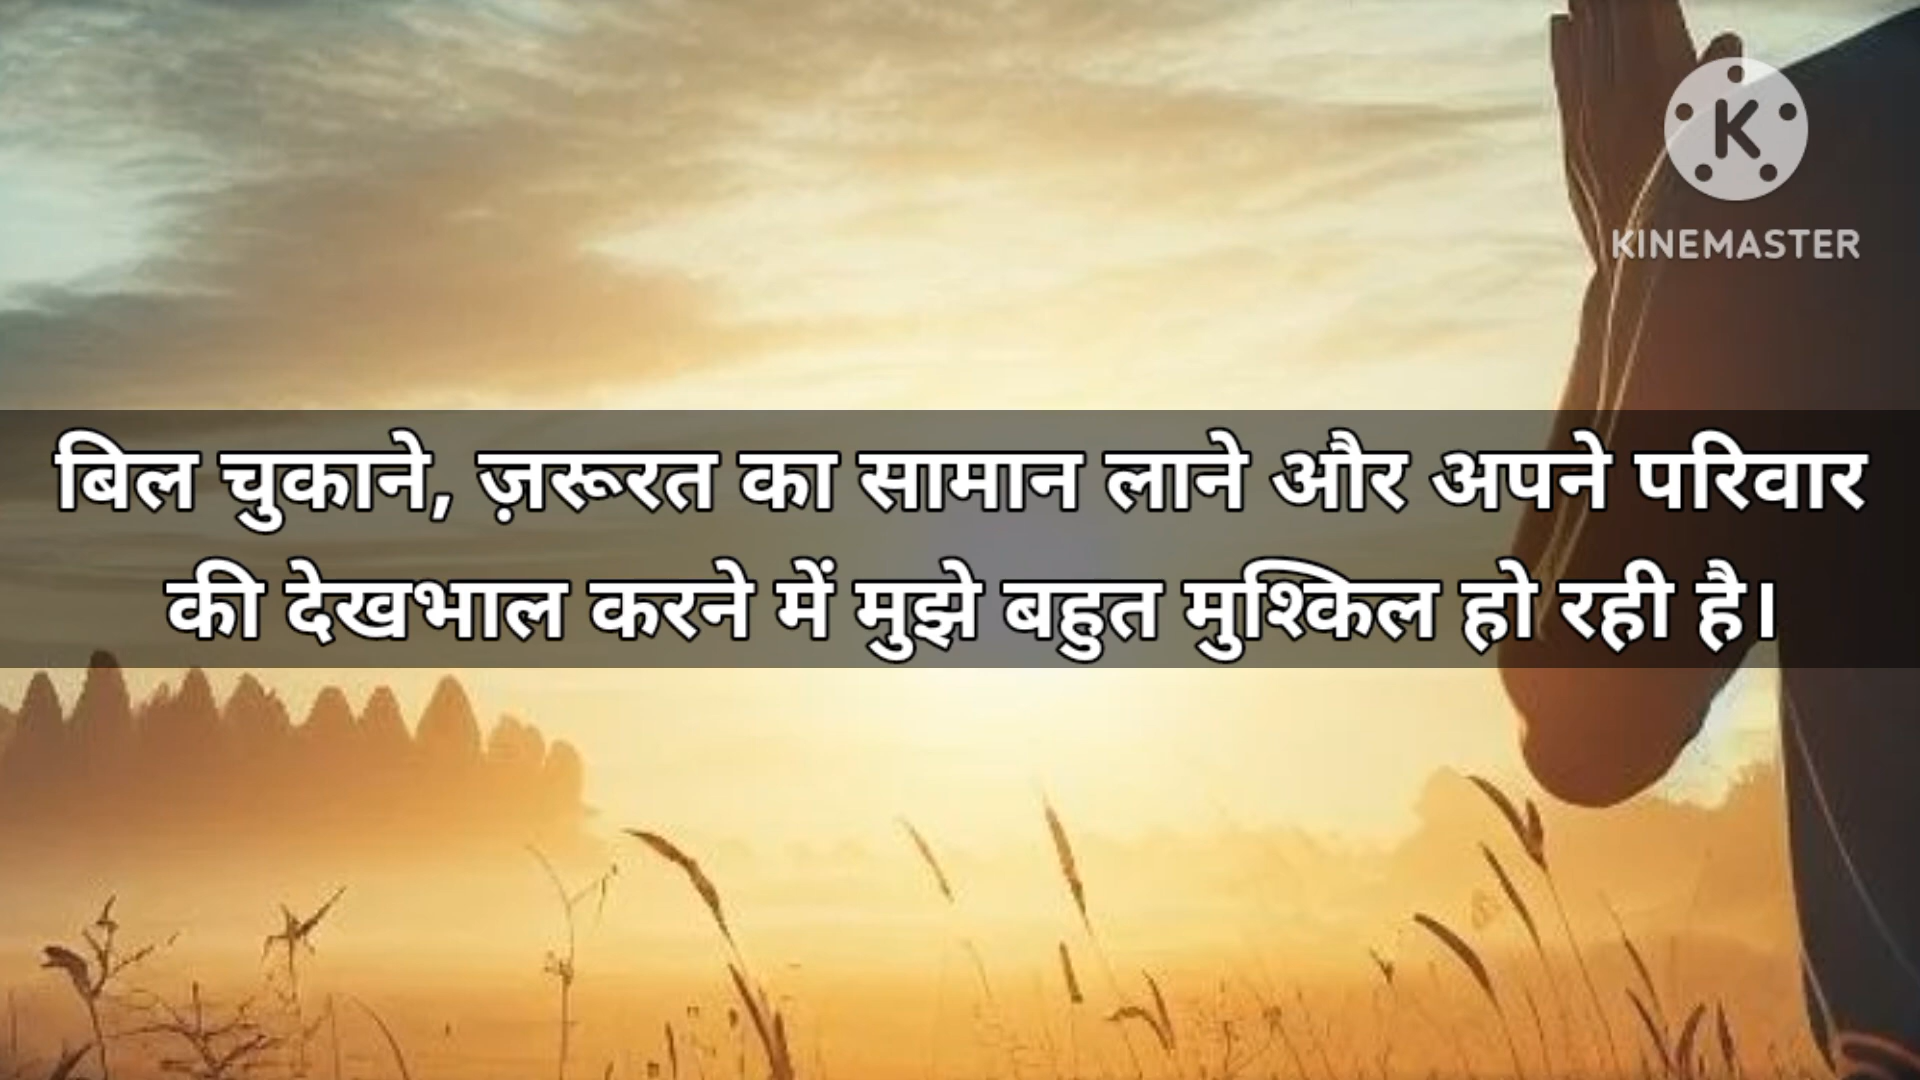 K
KINEMASTER
बिल चुकाने, ज़रूरत का सामान लाने और अपने परिवार
की देखभाल करने में मुझे बहुत मुश्किल हो रही है।